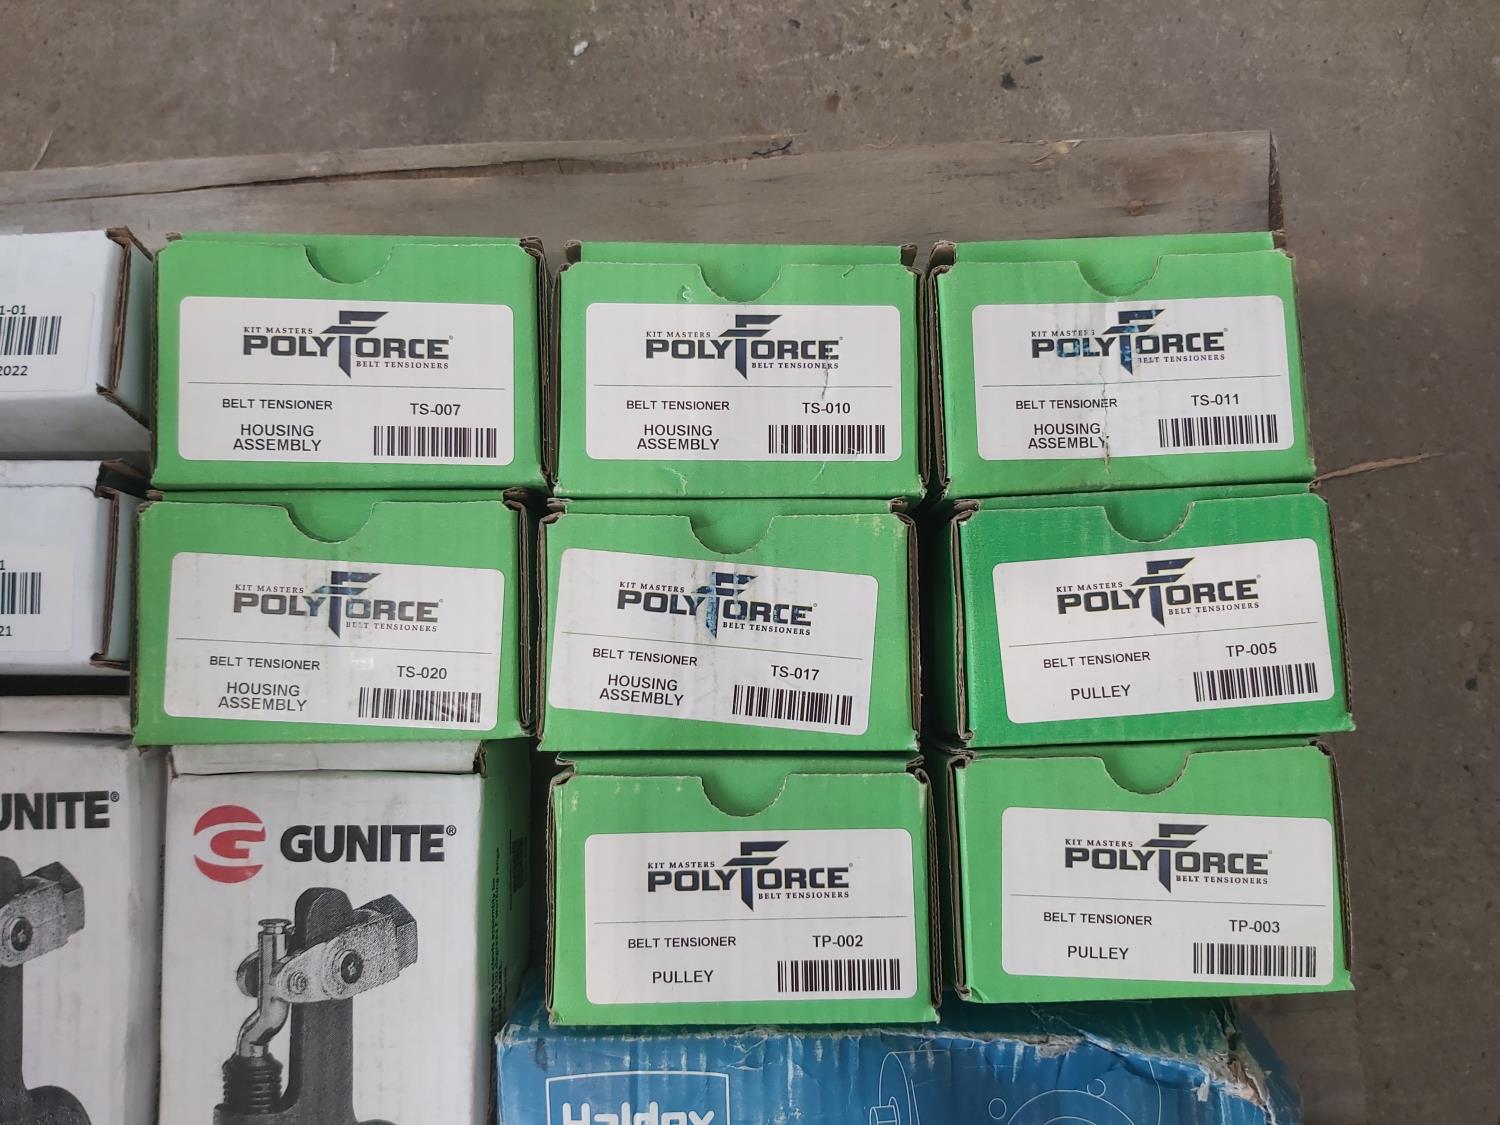 1-01
2022
KIT MASTERS
POLYFORCE®
BELT TENSIONERS
BELT TENSIONER
TS-007
HOUSING
ASSEMBLY
KIT MASTERS
POLYFORCE®
BELT TENSIONERS
BELT TENSIONER
TS-010
HOUSING
ASSEMBLY
KIT MASTERS
POLYFORCE®
BELT TENSIONERS
BELT TENSIONER
TS-011
HOUSING
ASSEMBLY
1
21
KIT MASTERS
POLYFORCE®
BELT TENSIONERS
BELT TENSIONER
TS-020
HOUSING
ASSEMBLY
KIT MASTERS
POLYFORCE®
BELT TENSIONERS
BELT TENSIONER
TS-017
HOUSING
ASSEMBLY
KIT MASTERS
POLYFORCE®
BELT TENSIONERS
BELT TENSIONER
TP-005
PULLEY
UNITE®
GUNITE®
KIT MASTERS
POLYFORCE®
BELT TENSIONERS
BELT TENSIONER
TP-002
PULLEY
KIT MASTERS
POLYFORCE®
BELT TENSIONERS
BELT TENSIONER
TP-003
PULLEY
Haldex